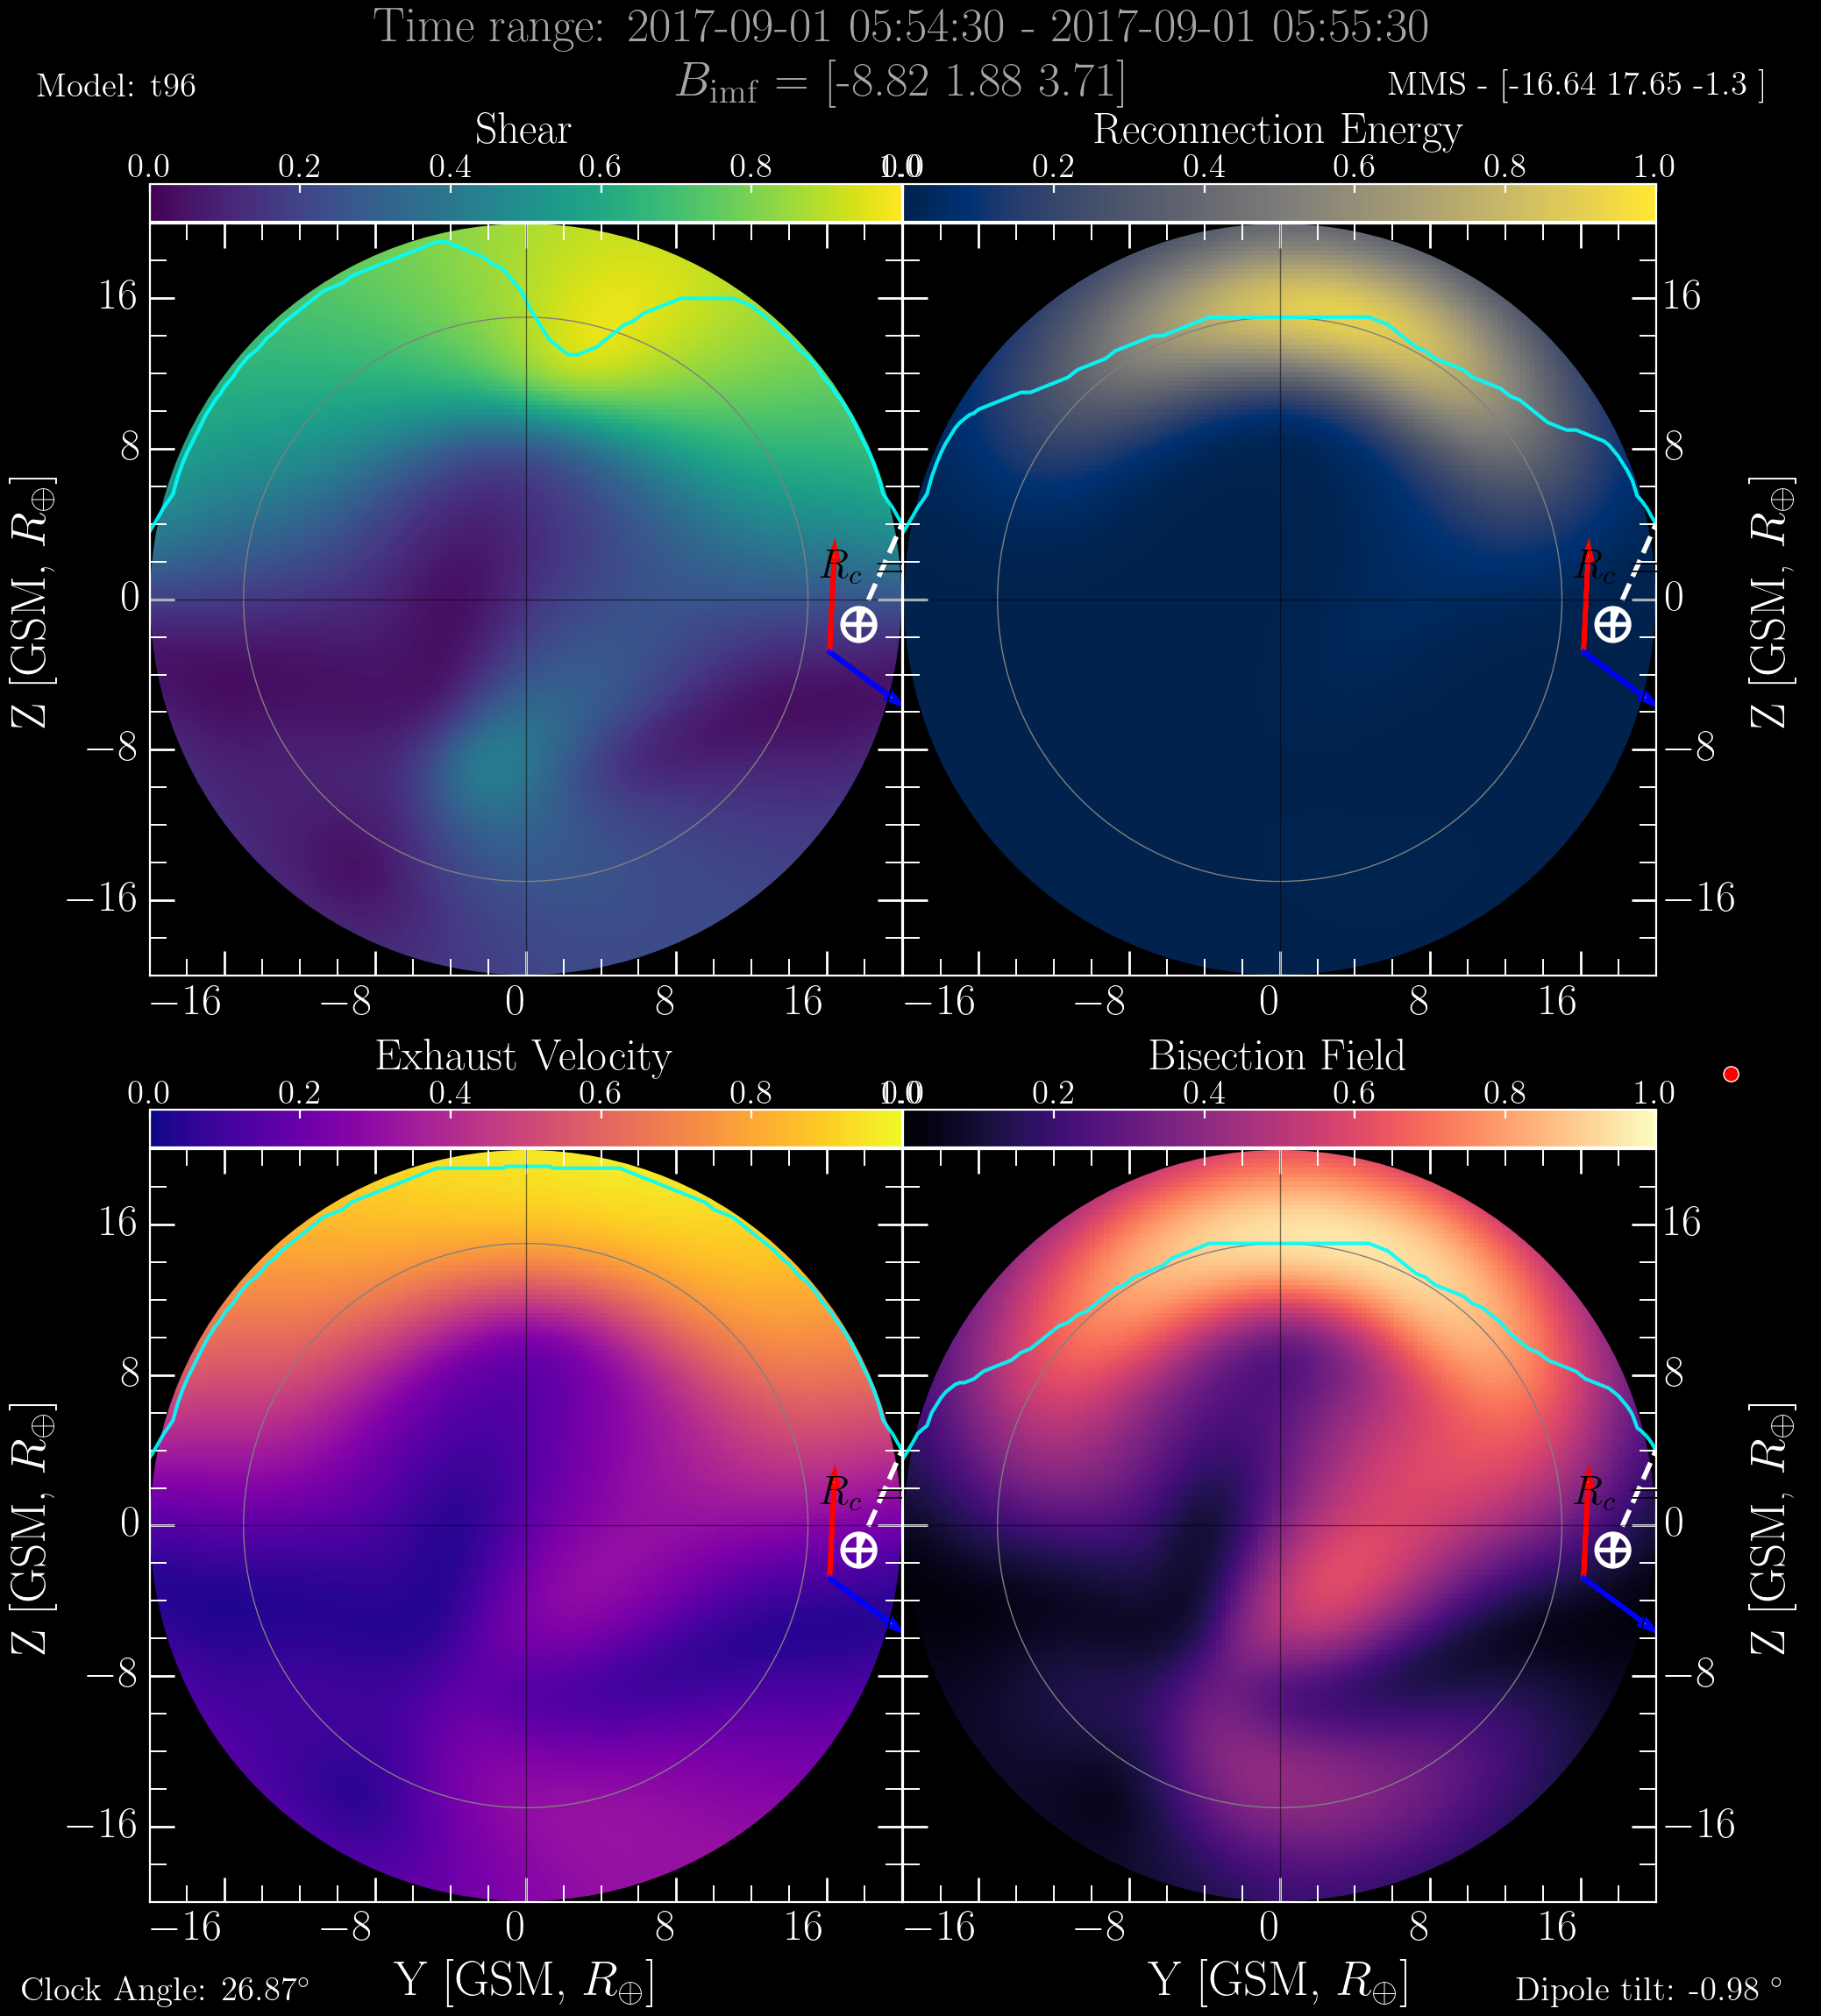 Time range: 2017-09-01 05:54:30 - 2017-09-01 05:55:30
Model: t96
B_imf = [-8.82 1.88 3.71]
MMS - [-16.64 17.65 -1.3 ]
Shear
Reconnection Energy
0.0 0.2 0.4 0.6 0.8 1.0
0.2 0.4 0.6 0.8 1.0
16 16
8 8
R_c = R_c =
0 0
−8 −8
−16 −16
Z [GSM, R⊕]
Z [GSM, R⊕]
−16 −8 0 8 16
−16 −8 0 8 16
Exhaust Velocity
Bisection Field
0.0 0.2 0.4 0.6 0.8 1.0
0.2 0.4 0.6 0.8 1.0
16 16
8 8
R_c = R_c =
0 0
−8 −8
−16 −16
Z [GSM, R⊕]
Z [GSM, R⊕]
−16 −8 0 8 16
−16 −8 0 8 16
Y [GSM, R⊕]
Y [GSM, R⊕]
Clock Angle: 26.87°
Dipole tilt: -0.98 °